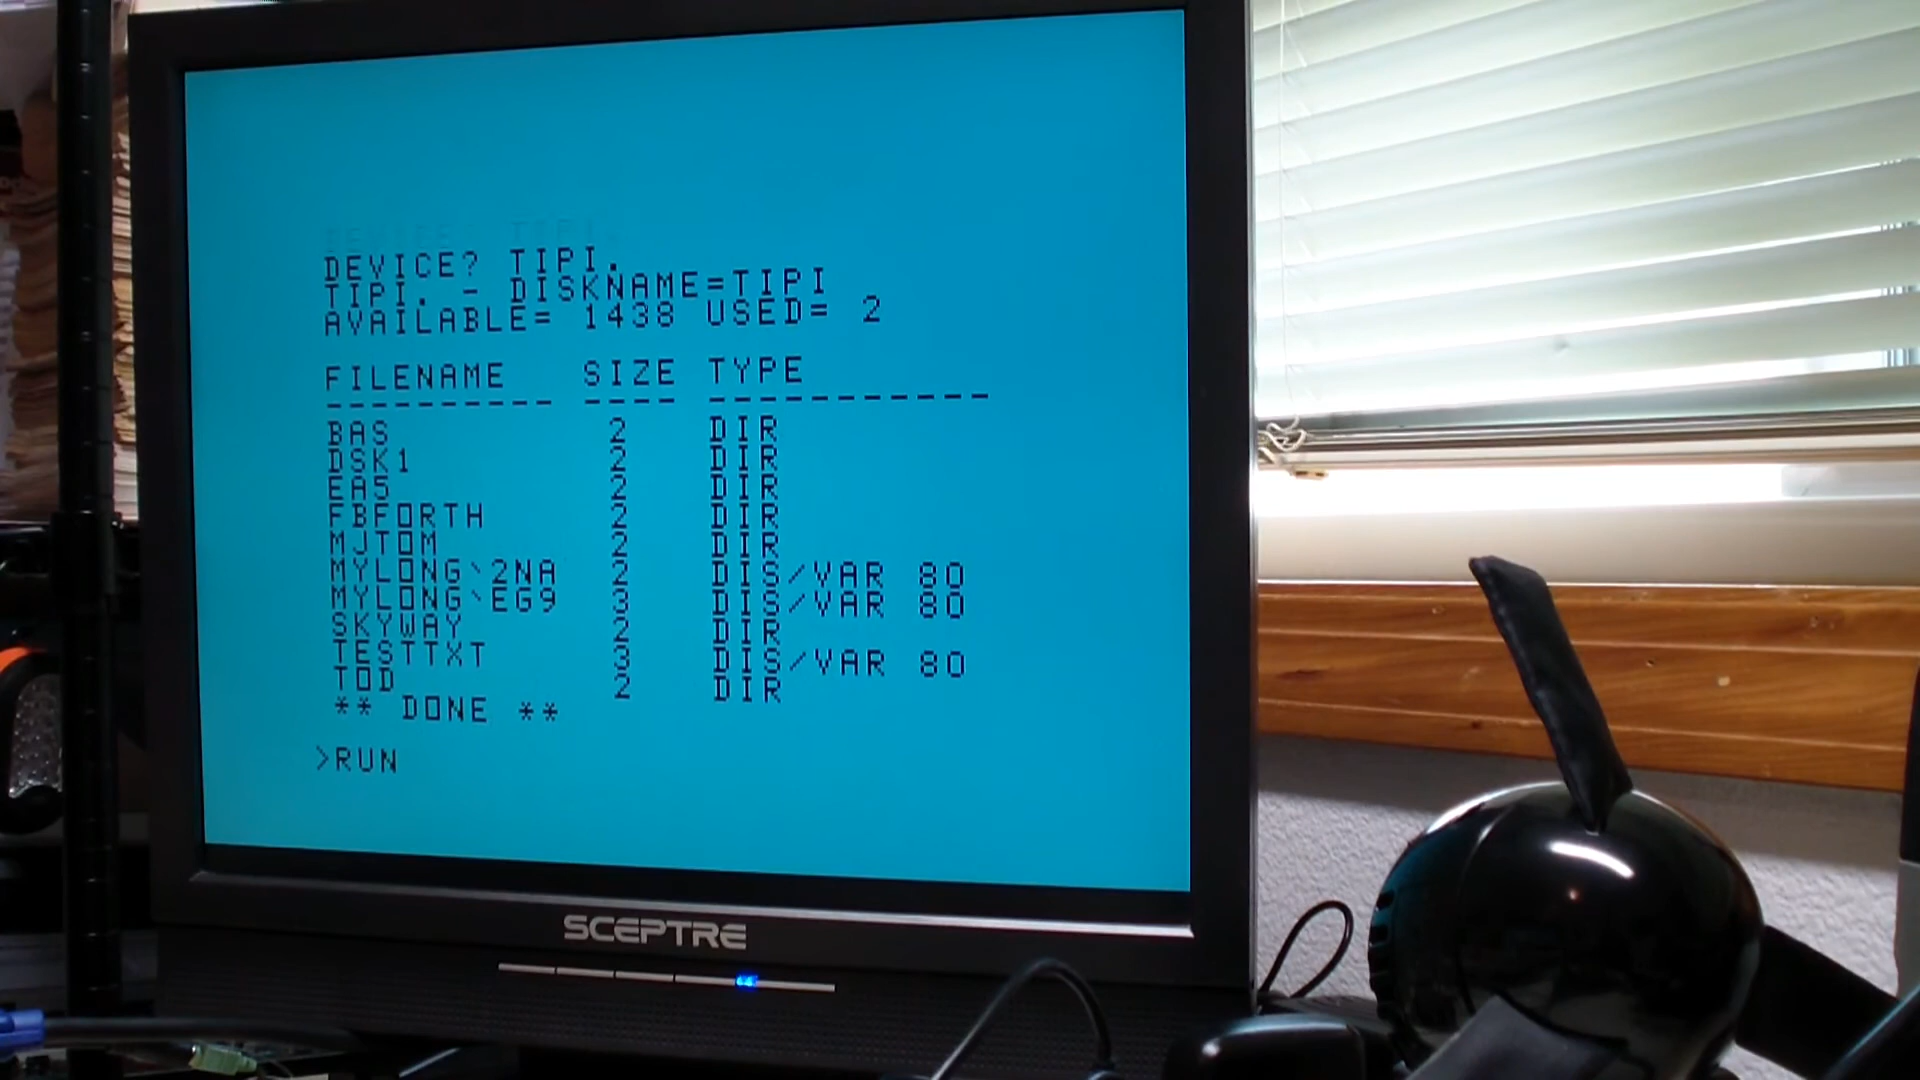 DEVICE? TIPI.
TIPI. - DISKNAME=TIPI
AVAILABLE= 1438 USED= 2
FILENAME SIZE TYPE
---------- ---- -----------
BAS 2 DIR
DSK1 2 DIR
EA5 2 DIR
FBFORTH 2 DIR
MJTOM 2 DIR
MYLONG`2NA 2 DIS/VAR 80
MYLONG`EG9 3 DIS/VAR 80
SKYWAY 2 DIR
TESTTXT 3 DIS/VAR 80
TOD 2 DIR
** DONE **
>RUN
SCEPTRE